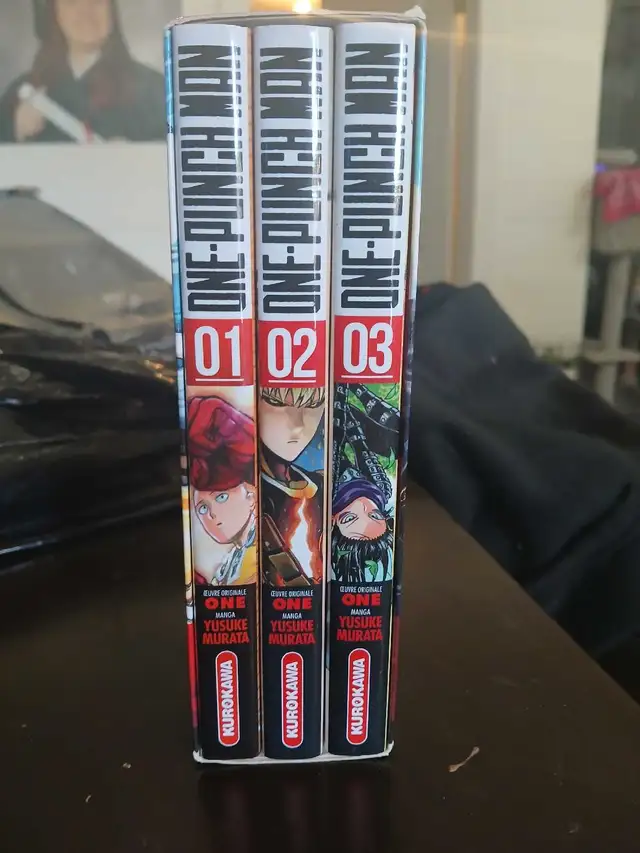 ONE-PUNCH MAN
01
ŒUVRE ORIGINALE
ONE
MANGA
YUSUKE
MURATA
KUROKAWA
ONE-PUNCH MAN
02
ŒUVRE ORIGINALE
ONE
MANGA
YUSUKE
MURATA
KUROKAWA
ONE-PUNCH MAN
03
ŒUVRE ORIGINALE
ONE
MANGA
YUSUKE
MURATA
KUROKAWA